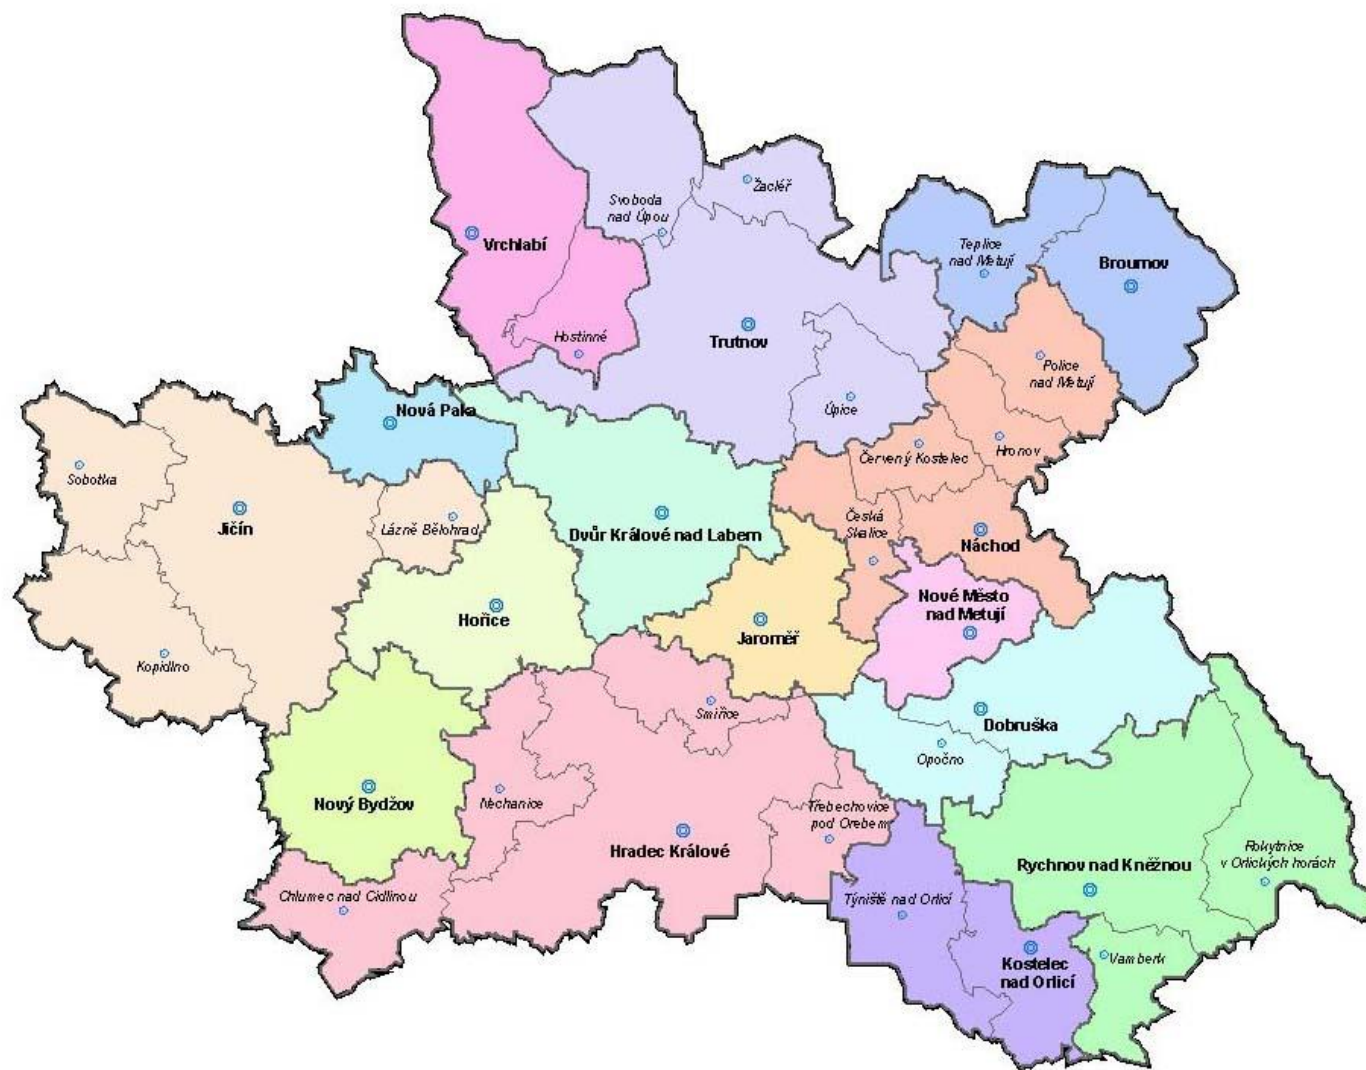 Žacléř
Svoboda
nad Úpou
Vrchlabí
Teplice
nad Metují
Broumov
Hostinné
Trutnov
Police
nad Metují
Úpice
Nová Paka
Červený Kostelec
Hronov
Sobotka
Jičín
Lázně Bělohrad
Dvůr Králové nad Labem
Česká
Skalice
Náchod
Nové Město
nad Metují
Hořice
Jaroměř
Kopidlno
Smiřice
Dobruška
Opočno
Nový Bydžov
Nechanice
Třebechovice
pod Orebem
Hradec Králové
Rokytnice
v Orlických horách
Rychnov nad Kněžnou
Chlumec nad Cidlinou
Týniště nad Orlicí
Vamberk
Kostelec
nad Orlicí